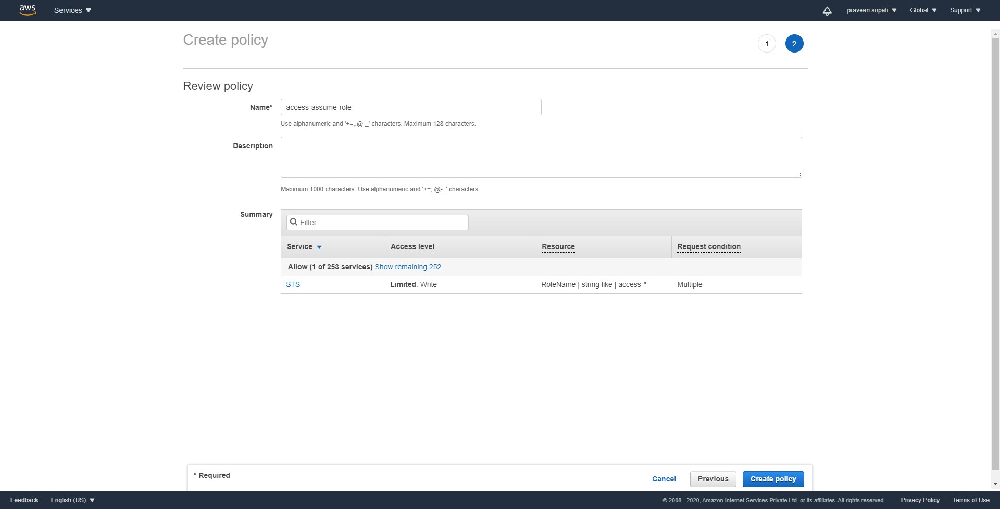 aws Services praveen sripati Global Support
Create policy 1 2
Review policy
Name* access-assume-role
Use alphanumeric and '+=,.@-_' characters. Maximum 128 characters.
Description
Maximum 1000 characters. Use alphanumeric and '+=,.@-_' characters.
Summary Filter
Service Access level Resource Request condition
Allow (1 of 253 services) Show remaining 252
STS Limited: Write RoleName | string like | access-* Multiple
* Required Cancel Previous Create policy
Feedback English (US) © 2008 - 2020, Amazon Internet Services Private Ltd. or its affiliates. All rights reserved. Privacy Policy Terms of Use